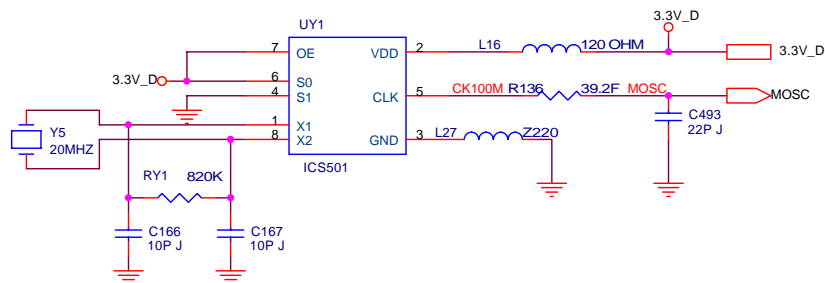 3.3V_D
UY1
7 OE VDD 2 L16 120 OHM 3.3V_D
3.3V_D 6 S0
4 S1 CLK 5 CK100M R136 39.2F MOSC MOSC
Y5
20MHZ
1 X1
8 X2 GND 3 L27 Z220
C493
22P J
ICS501
RY1 820K
C166
10P J
C167
10P J